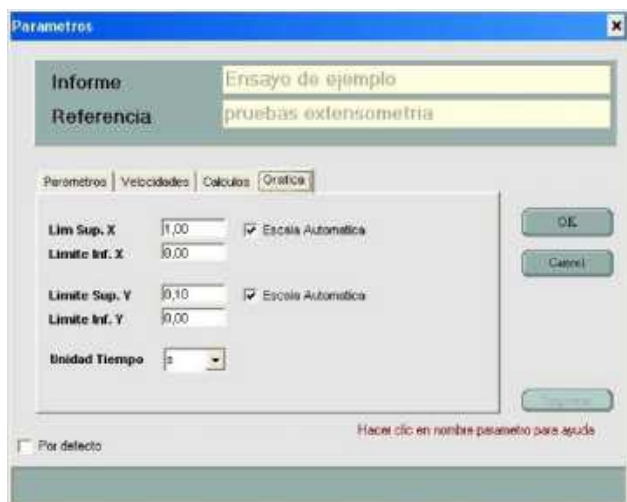 Parametros
Informe Ensayo de ejemplo
Referencia pruebas extensometria
Parametros Velocidades Calculos Grafica
Lim Sup. X 1,00 Escala Automatica
Limite Inf. X 0,00
Limite Sup. Y 0,10 Escala Automatica
Limite Inf. Y 0,00
Unidad Tiempo s
OK
Cancel
Hacer clic en nombre parametro para ayuda
Por defecto